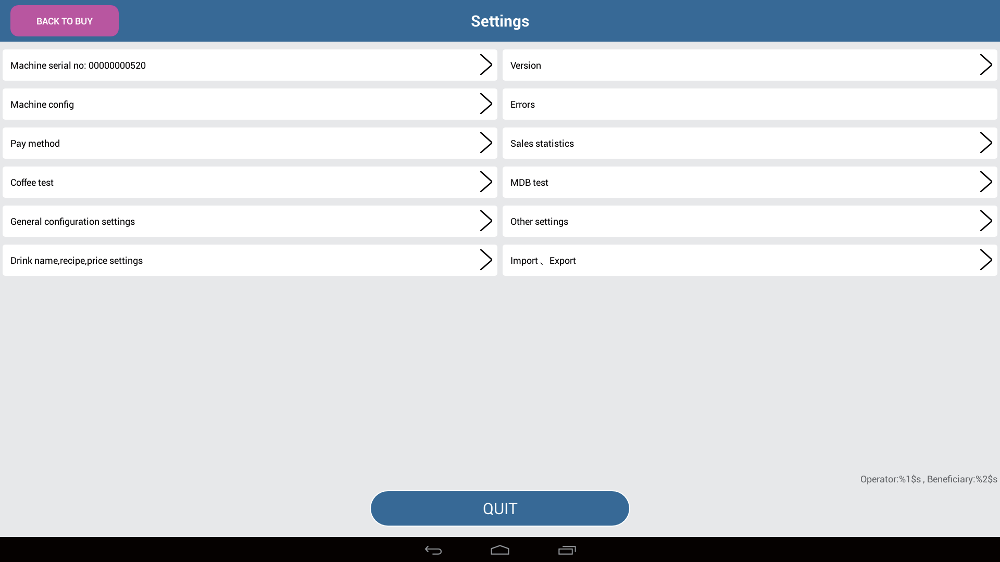 BACK TO BUY
Settings
Machine serial no: 00000000520
Version
Machine config
Errors
Pay method
Sales statistics
Coffee test
MDB test
General configuration settings
Other settings
Drink name,recipe,price settings
Import 、Export
Operator:%1$s , Beneficiary:%2$s
QUIT